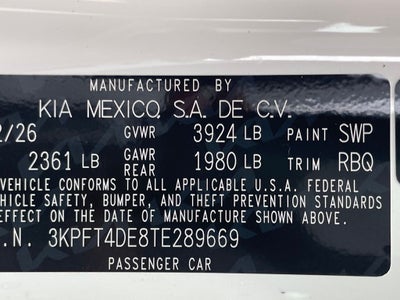 MANUFACTURED BY
KIA MEXICO, S.A. DE C.V.
2/26 GVWR 3924 LB PAINT SWP
2361 LB GAWR REAR 1980 LB TRIM RBQ
VEHICLE CONFORMS TO ALL APPLICABLE U.S.A. FEDERAL
VEHICLE SAFETY, BUMPER, AND THEFT PREVENTION STANDARDS
EFFECT ON THE DATE OF MANUFACTURE SHOWN ABOVE.
.N. 3KPFT4DE8TE289669
PASSENGER CAR